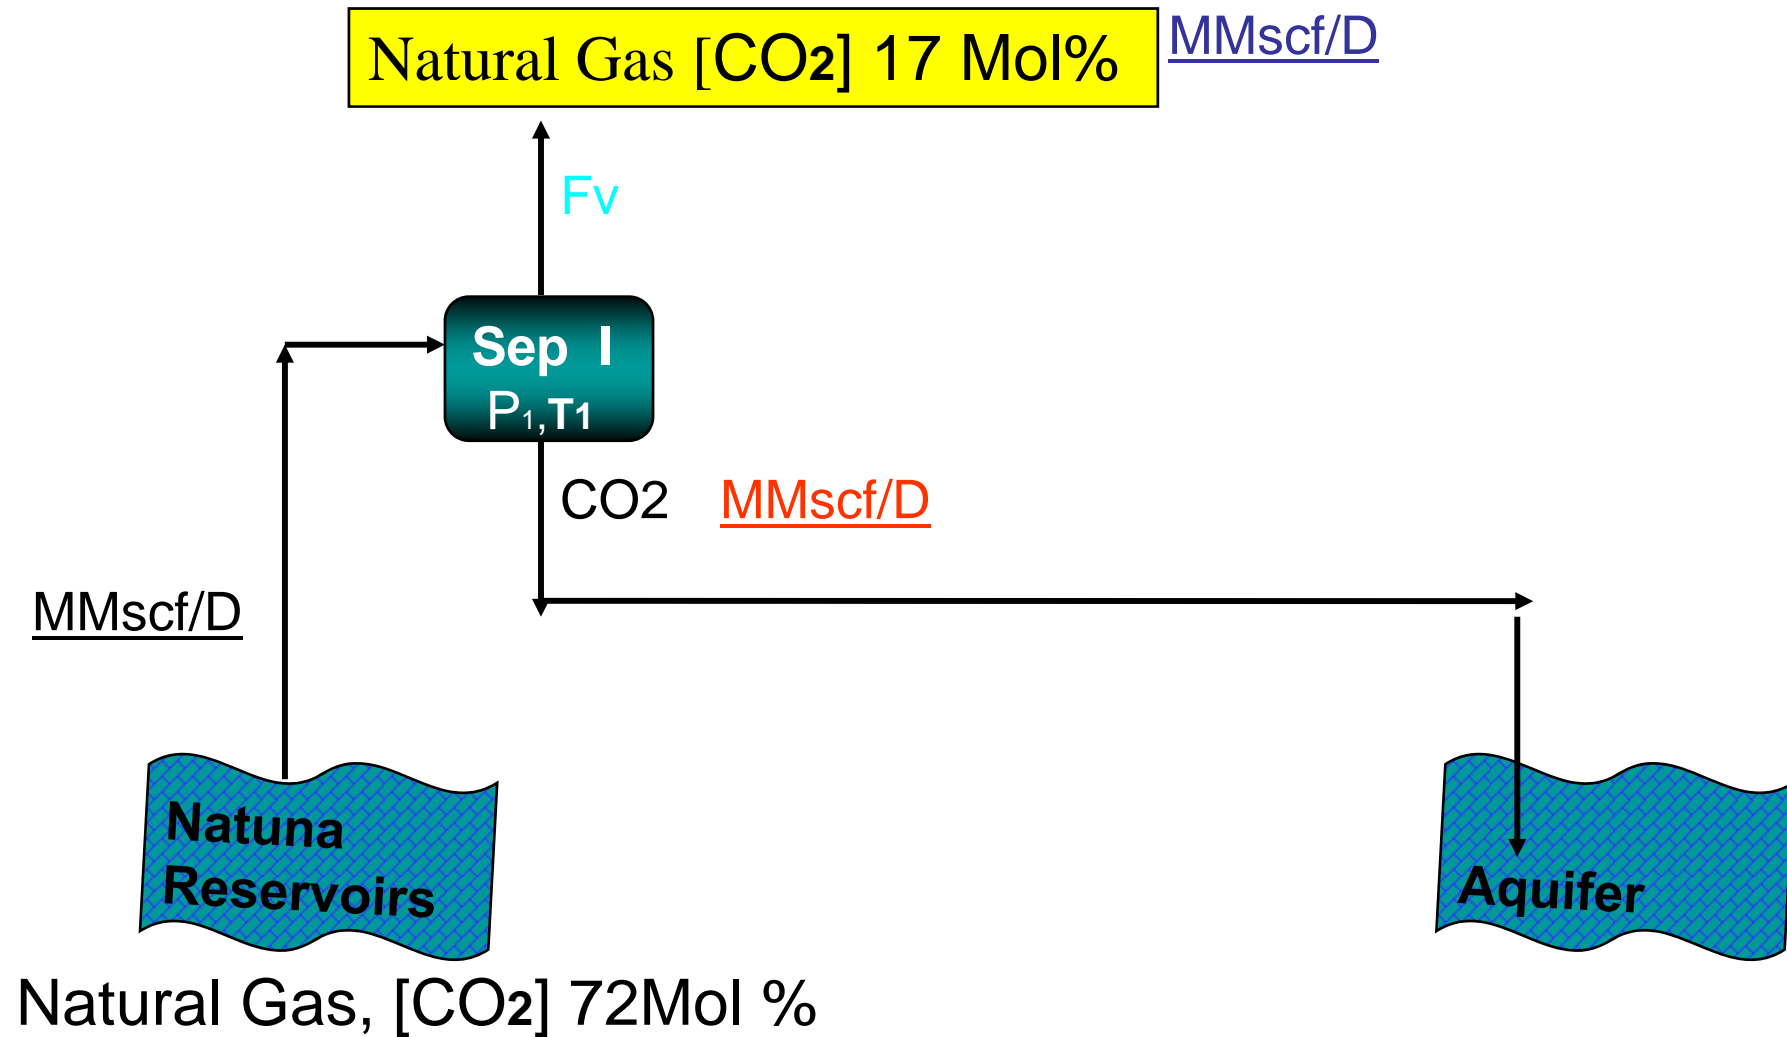 Natural Gas [CO2] 17 Mol%
MMscf/D
Fv
Sep I
P1,T1
CO2 MMscf/D
MMscf/D
Natuna
Reservoirs
Aquifer
Natural Gas, [CO2] 72Mol %